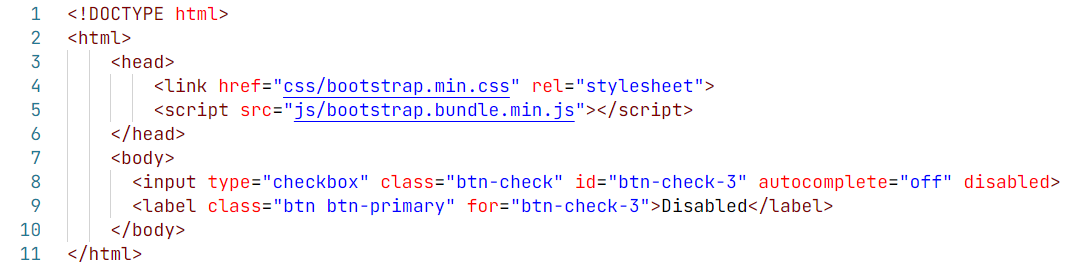 1 <!DOCTYPE html>
2 <html>
3 <head>
4 <link href="css/bootstrap.min.css" rel="stylesheet">
5 <script src="js/bootstrap.bundle.min.js"></script>
6 </head>
7 <body>
8 <input type="checkbox" class="btn-check" id="btn-check-3" autocomplete="off" disabled>
9 <label class="btn btn-primary" for="btn-check-3">Disabled</label>
10 </body>
11 </html>